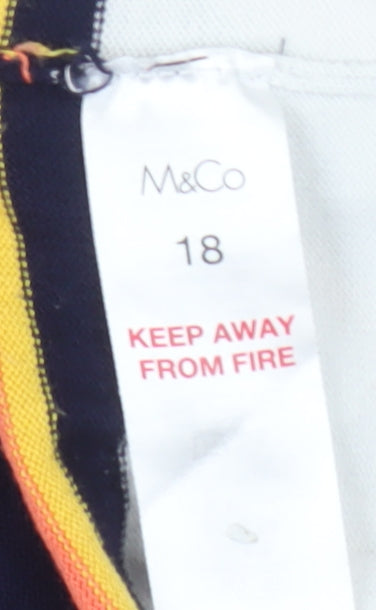 M&Co
18
KEEP AWAY
FROM FIRE